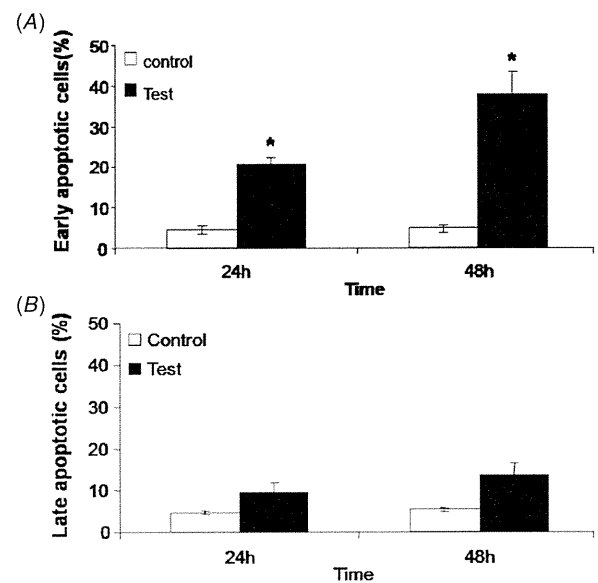 (A)
Early apoptotic cells(%)
50
40
30
20
10
0
control
Test
*
*
24h
48h
Time
(B)
Late apoptotic cells (%)
50
40
30
20
10
0
Control
Test
24h
48h
Time